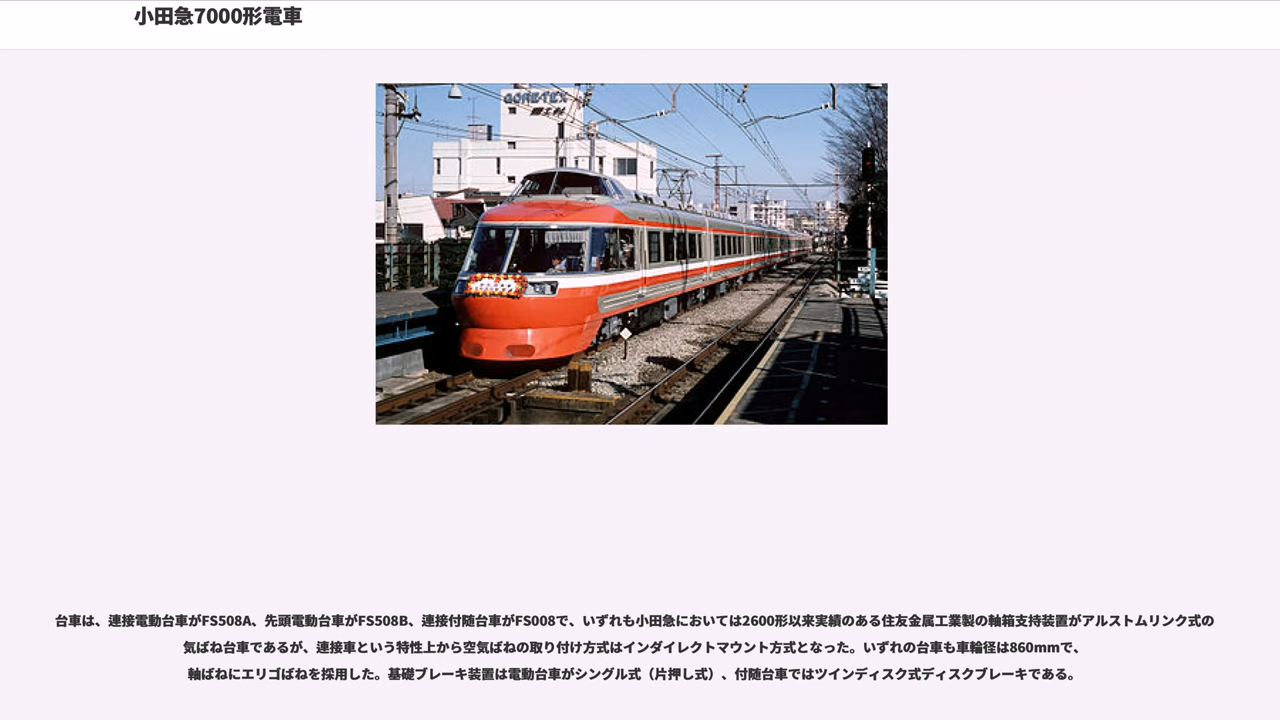 小田急7000形電車
GORE-TEX
台車は、連接電動台車がFS508A、先頭電動台車がFS508B、連接付随台車がFS008で、いずれも小田急においては2600形以来実績のある住友金属工業製の軸箱支持装置がアルストムリンク式の
気ばね台車であるが、連接車という特性上から空気ばねの取り付け方式はインダイレクトマウント方式となった。いずれの台車も車輪径は860mmで、
軸ばねにエリゴばねを採用した。基礎ブレーキ装置は電動台車がシングル式（片押し式）、付随台車ではツインディスク式ディスクブレーキである。